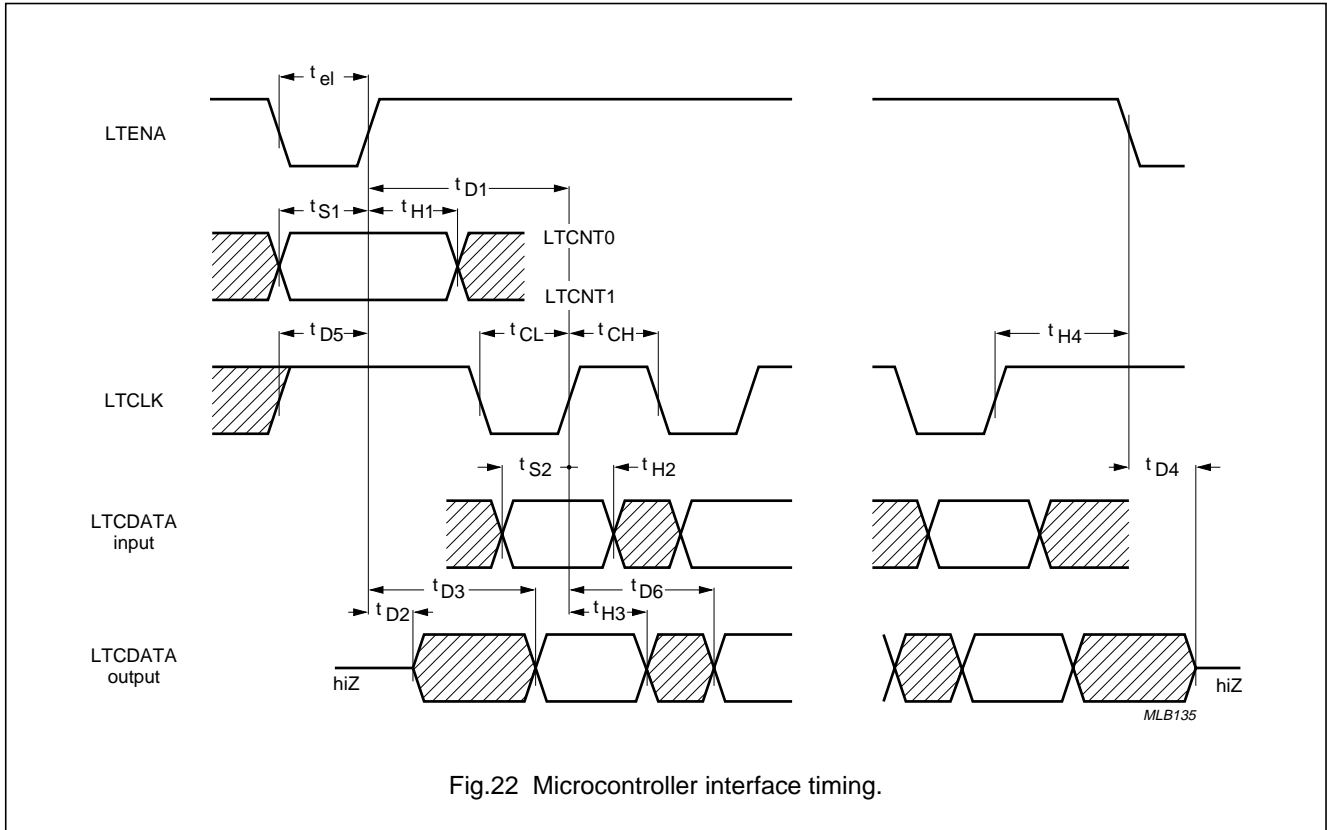 t el
LTENA
t D1
t S1 t H1
LTCNT0
LTCNT1
t D5 t CL t CH t H4
LTCLK
t S2 t H2 t D4
LTCDATA
input
t D3 t D6
t D2 t H3
LTCDATA
output
hiZ hiZ
MLB135
Fig.22 Microcontroller interface timing.